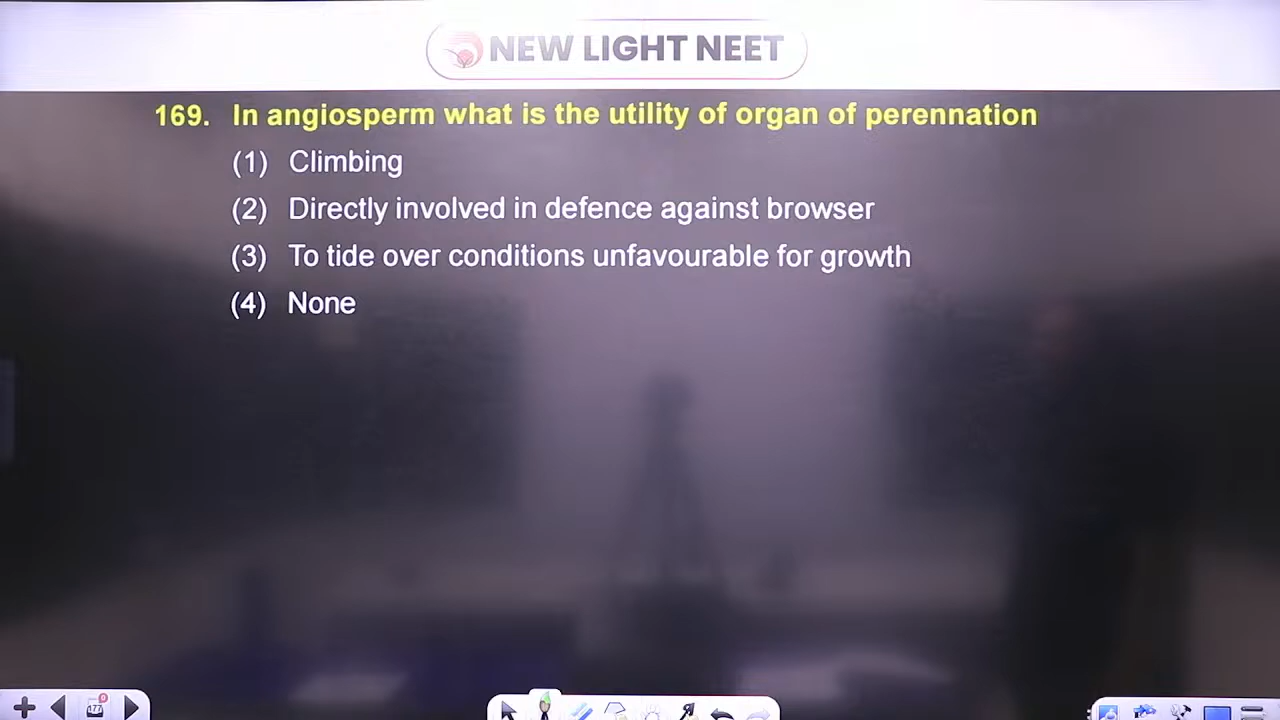 NEW LIGHT NEET
169. In angiosperm what is the utility of organ of perennation
(1) Climbing
(2) Directly involved in defence against browser
(3) To tide over conditions unfavourable for growth
(4) None
177